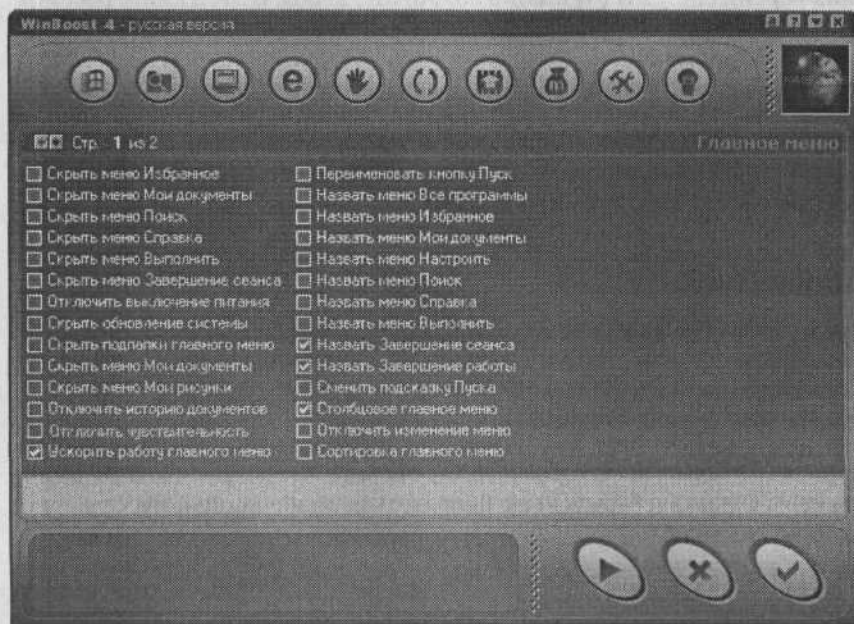 WinBoost 4 - русская версия
Стр. 1 из 2
Главное меню
Скрыть меню Избранное
Скрыть меню Мои документы
Скрыть меню Поиск
Скрыть меню Справка
Скрыть меню Выполнить
Скрыть меню Завершение сеанса
Отключить выключение питания
Скрыть обновление системы
Скрыть подпапки главного меню
Скрыть меню Мои документы
Скрыть меню Мои рисунки
Отключить историю документов
Отключить чувствительность
Ускорить работу главного меню
Переименовать кнопку Пуск
Назвать меню Все программы
Назвать меню Избранное
Назвать меню Мои документы
Назвать меню Настроить
Назвать меню Поиск
Назвать меню Справка
Назвать меню Выполнить
Назвать Завершение сеанса
Назвать Завершение работы
Сменить подсказку Пуска
Столбцовое главное меню
Отключить изменение меню
Сортировка главного меню